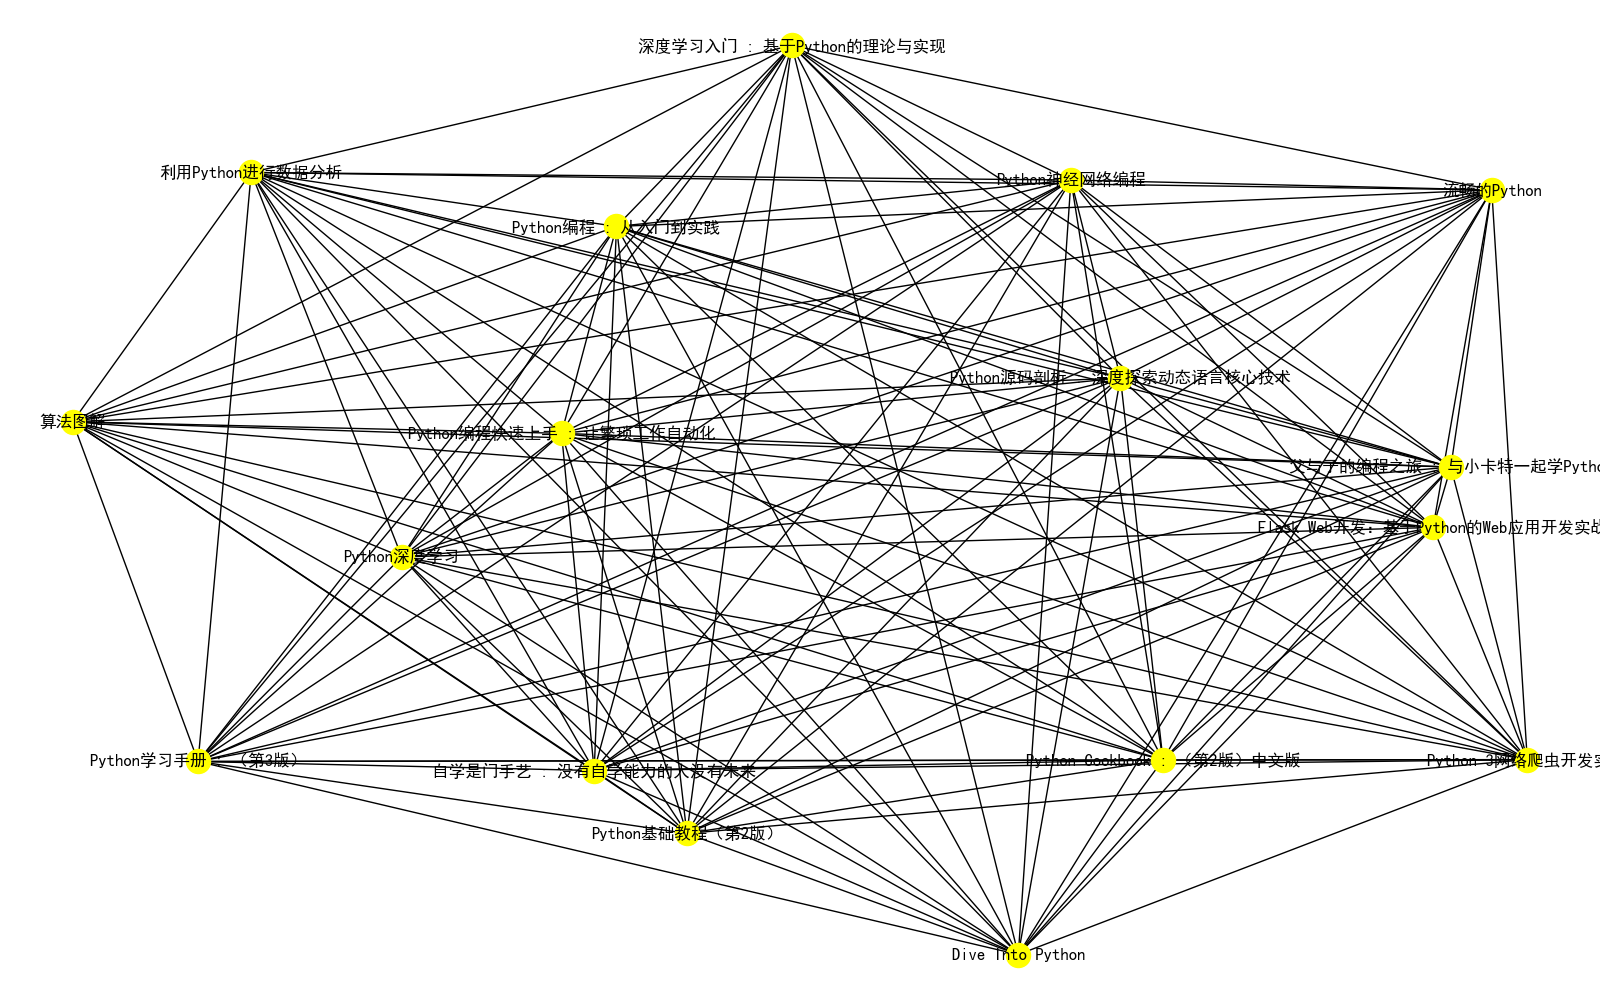 深度学习入门 : 基于Python的理论与实现
利用Python进行数据分析
Python神经网络编程
流畅的Python
Python编程 : 从入门到实践
Python源码剖析 深度探索动态语言核心技术
算法图解
Python编程快速上手 : 让繁琐工作自动化
父与子的编程之旅 与小卡特一起学Pytho
Flask Web开发: 基于Python的Web应用开发实战
Python深度学习
Python学习手册 （第3版）
自学是门手艺 : 没有自学能力的人没有未来
Python Cookbook : （第2版）中文版
Python 3网络爬虫开发实
Python基础教程（第2版）
Dive Into Python